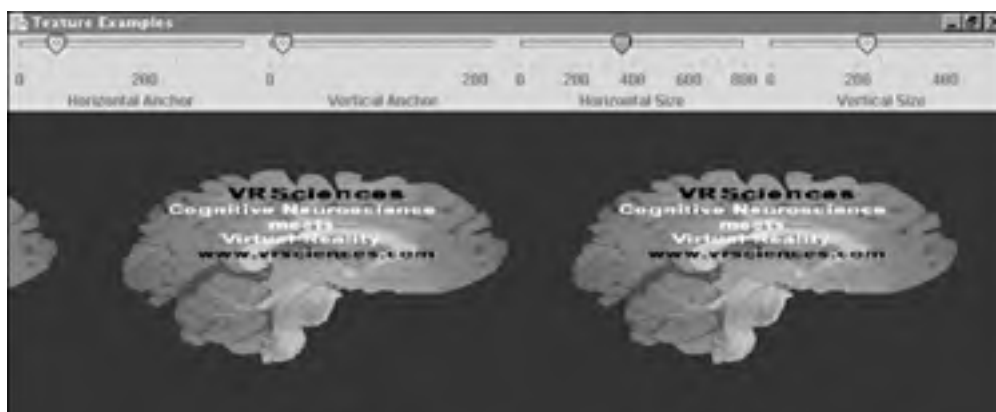 Texture Examples
0 200 0 200 0 200 400 600 800 0 200 400
Horizontal Anchor Vertical Anchor Horizontal Size Vertical Size
VRSciences VRSciences
Cognitive Neuroscience Cognitive Neuroscience
meets meets
Virtual Reality Virtual Reality
www.vrsciences.com www.vrsciences.com